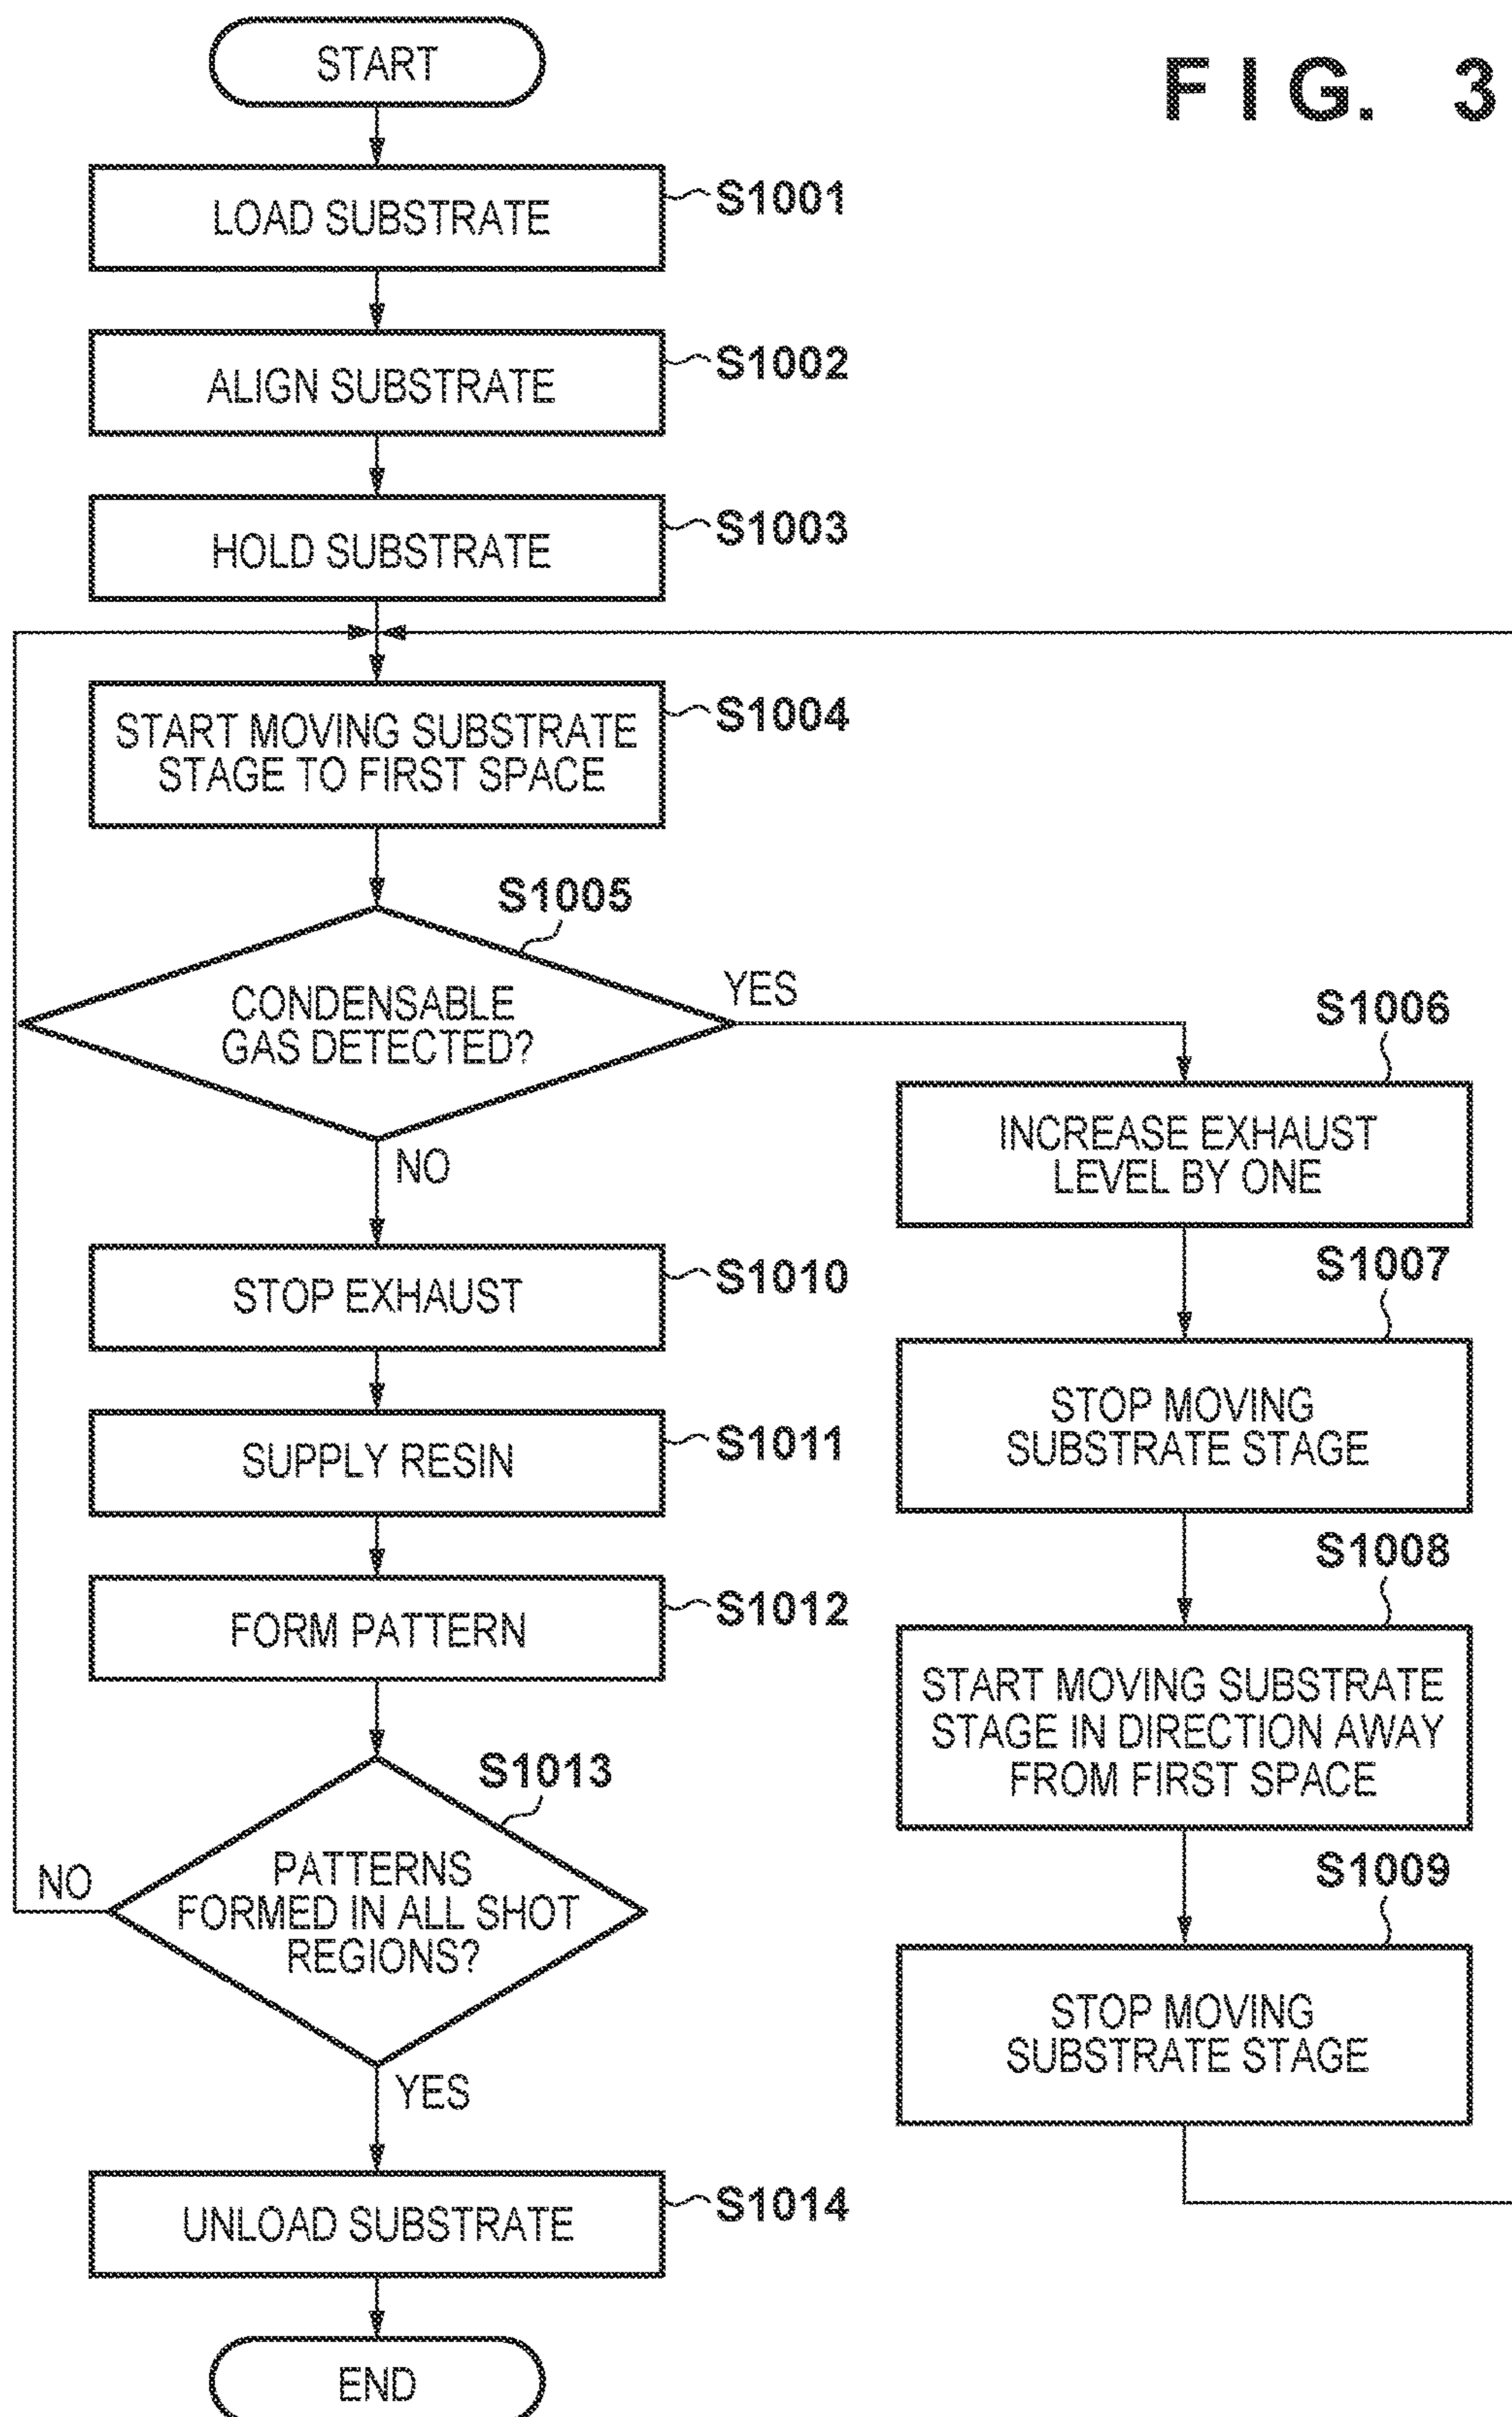 FIG. 3
START
LOAD SUBSTRATE
S1001
ALIGN SUBSTRATE
S1002
HOLD SUBSTRATE
S1003
START MOVING SUBSTRATE
STAGE TO FIRST SPACE
S1004
S1005
CONDENSABLE
GAS DETECTED?
YES
NO
S1006
INCREASE EXHAUST
LEVEL BY ONE
S1007
STOP MOVING
SUBSTRATE STAGE
S1008
START MOVING SUBSTRATE
STAGE IN DIRECTION AWAY
FROM FIRST SPACE
S1009
STOP MOVING
SUBSTRATE STAGE
STOP EXHAUST
S1010
SUPPLY RESIN
S1011
FORM PATTERN
S1012
S1013
PATTERNS
FORMED IN ALL SHOT
REGIONS?
NO
YES
UNLOAD SUBSTRATE
S1014
END